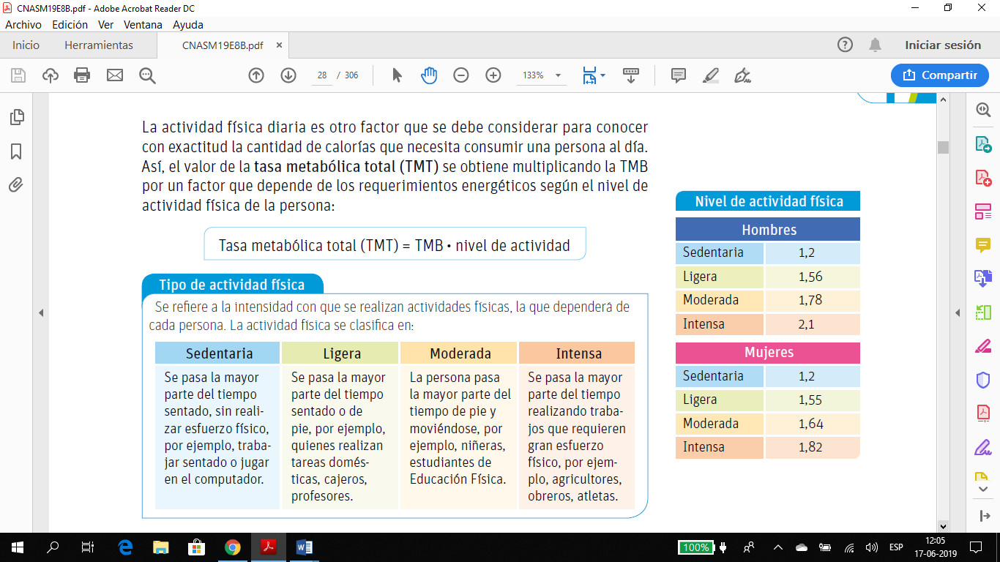 CNASM19E8B.pdf - Adobe Acrobat Reader DC
Archivo Edición Ver Ventana Ayuda
Inicio Herramientas CNASM19E8B.pdf × Iniciar sesión
28 / 306 133% Compartir
La actividad física diaria es otro factor que se debe considerar para conocer
con exactitud la cantidad de calorías que necesita consumir una persona al día.
Así, el valor de la tasa metabólica total (TMT) se obtiene multiplicando la TMB
por un factor que depende de los requerimientos energéticos según el nivel de
actividad física de la persona:
Tasa metabólica total (TMT) = TMB • nivel de actividad
Tipo de actividad física
Se refiere a la intensidad con que se realizan actividades físicas, la que dependerá de
cada persona. La actividad física se clasifica en:
Sedentaria
Se pasa la mayor
parte del tiempo
sentado, sin reali-
zar esfuerzo físico,
por ejemplo, traba-
jar sentado o jugar
en el computador.
Ligera
Se pasa la mayor
parte del tiempo
sentado o de
pie, por ejemplo,
quienes realizan
tareas domés-
ticas, cajeros,
profesores.
Moderada
La persona pasa
la mayor parte del
tiempo de pie y
moviéndose, por
ejemplo, niñeras,
estudiantes de
Educación Física.
Intensa
Se pasa la mayor
parte del tiempo
realizando traba-
jos que requieren
gran esfuerzo
físico, por ejem-
plo, agricultores,
obreros, atletas.
Nivel de actividad física
Hombres
Sedentaria 1,2
Ligera 1,56
Moderada 1,78
Intensa 2,1
Mujeres
Sedentaria 1,2
Ligera 1,55
Moderada 1,64
Intensa 1,82
100% ESP 12:05
17-06-2019